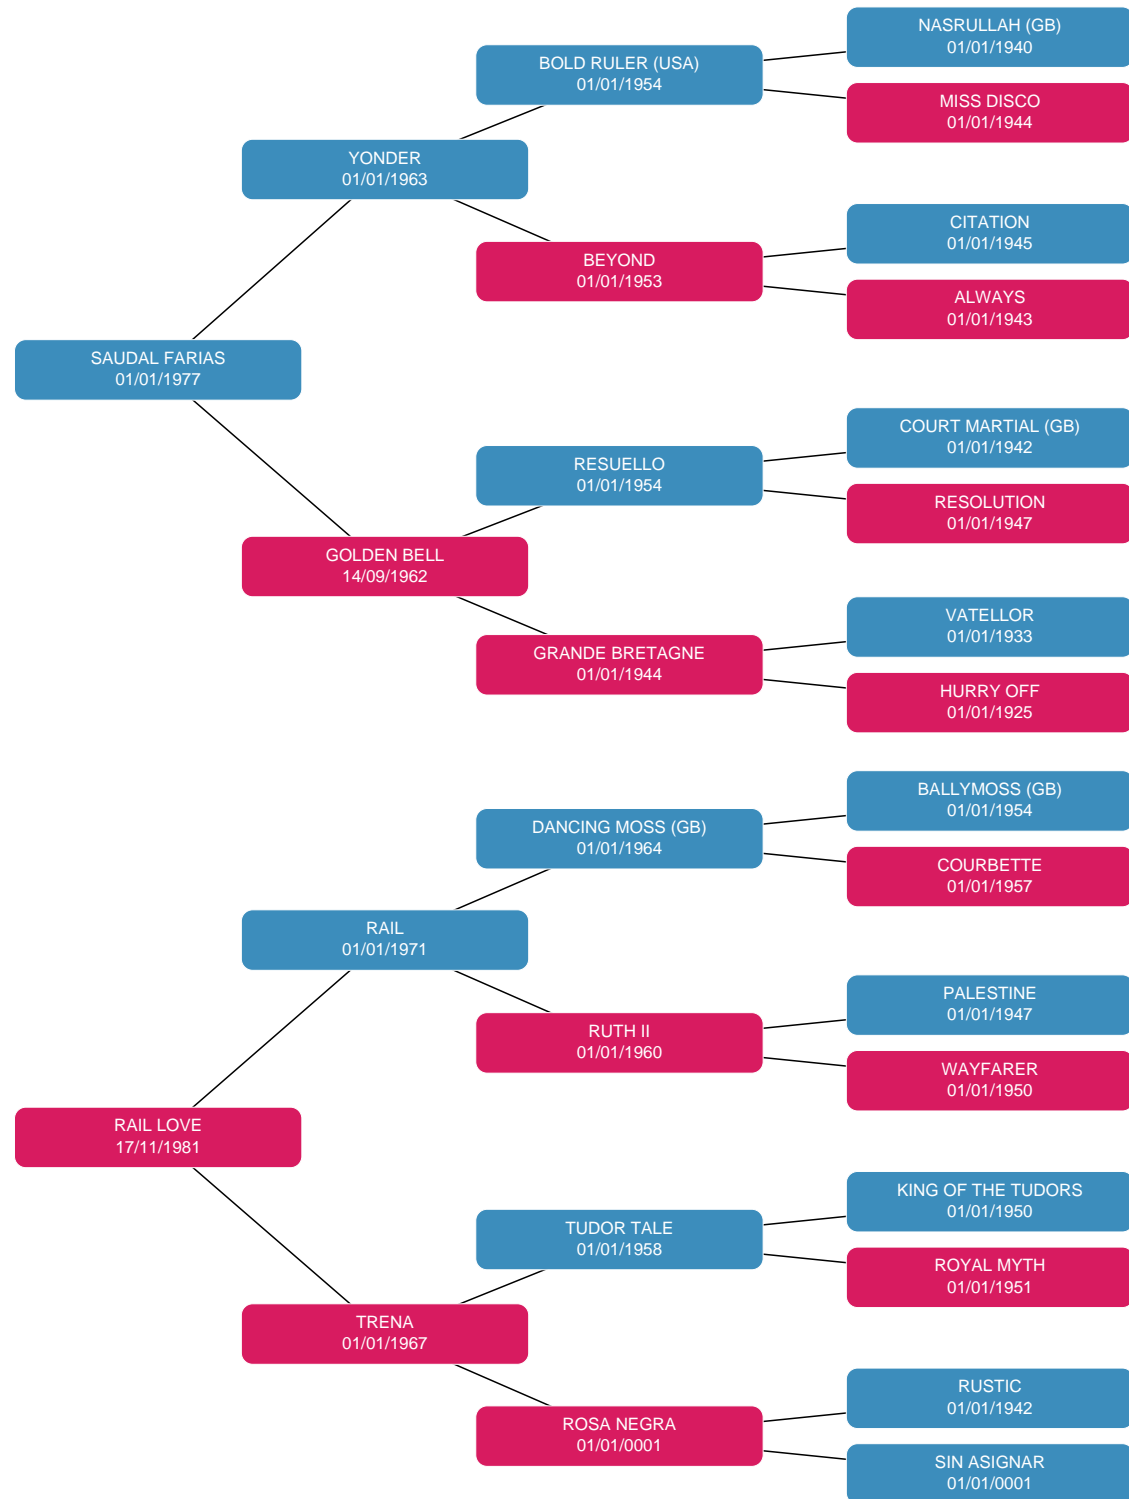 NASRULLAH (GB)
01/01/1940
BOLD RULER (USA)
01/01/1954
MISS DISCO
01/01/1944
YONDER
01/01/1963
CITATION
01/01/1945
BEYOND
01/01/1953
ALWAYS
01/01/1943
SAUDAL FARIAS
01/01/1977
COURT MARTIAL (GB)
01/01/1942
RESUELLO
01/01/1954
RESOLUTION
01/01/1947
GOLDEN BELL
14/09/1962
VATELLOR
01/01/1933
GRANDE BRETAGNE
01/01/1944
HURRY OFF
01/01/1925
BALLYMOSS (GB)
01/01/1954
DANCING MOSS (GB)
01/01/1964
COURBETTE
01/01/1957
RAIL
01/01/1971
PALESTINE
01/01/1947
RUTH II
01/01/1960
WAYFARER
01/01/1950
RAIL LOVE
17/11/1981
KING OF THE TUDORS
01/01/1950
TUDOR TALE
01/01/1958
ROYAL MYTH
01/01/1951
TRENA
01/01/1967
RUSTIC
01/01/1942
ROSA NEGRA
01/01/0001
SIN ASIGNAR
01/01/0001